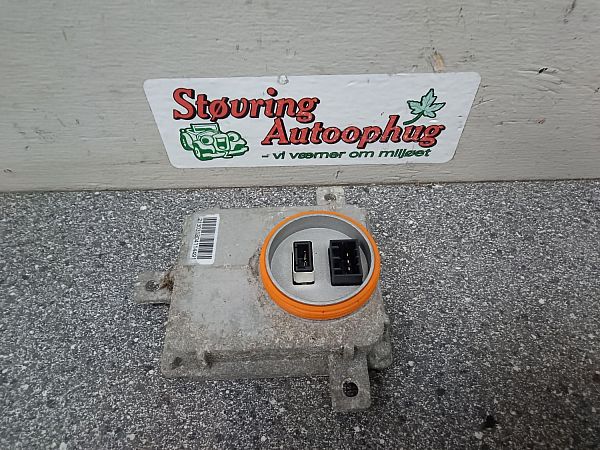 Støvring
Autoophug
- vi værner om miljøet